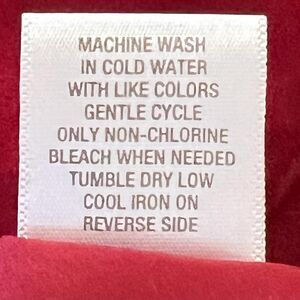 MACHINE WASH
IN COLD WATER
WITH LIKE COLORS
GENTLE CYCLE
ONLY NON-CHLORINE
BLEACH WHEN NEEDED
TUMBLE DRY LOW
COOL IRON ON
REVERSE SIDE